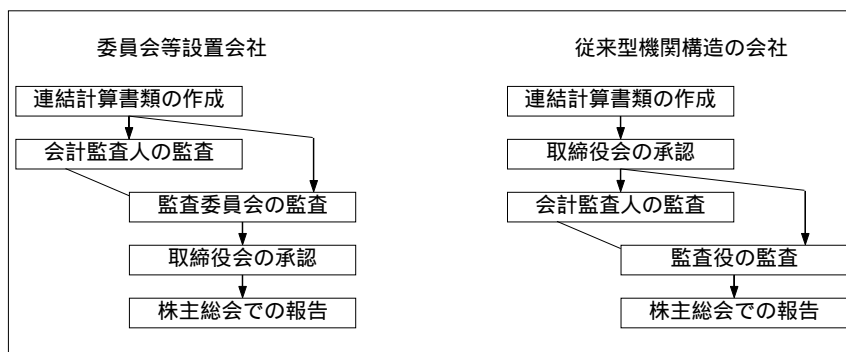 委員会等設置会社
連結計算書類の作成
会計監査人の監査
監査委員会の監査
取締役会の承認
株主総会での報告
従来型機関構造の会社
連結計算書類の作成
取締役会の承認
会計監査人の監査
監査役の監査
株主総会での報告